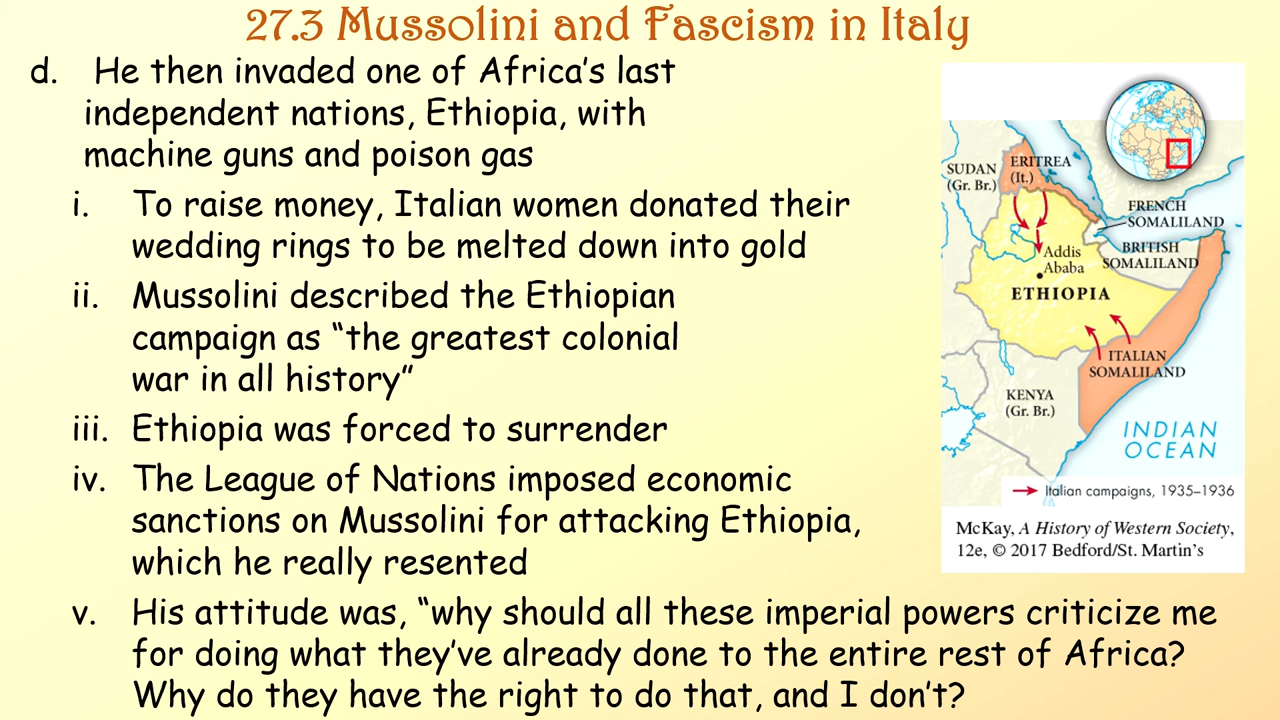 27.3 Mussolini and Fascism in Italy
d. He then invaded one of Africa's last
independent nations, Ethiopia, with
machine guns and poison gas
i. To raise money, Italian women donated their
wedding rings to be melted down into gold
ii. Mussolini described the Ethiopian
campaign as “the greatest colonial
war in all history”
iii. Ethiopia was forced to surrender
iv. The League of Nations imposed economic
sanctions on Mussolini for attacking Ethiopia,
which he really resented
v. His attitude was, “why should all these imperial powers criticize me
for doing what they've already done to the entire rest of Africa?
Why do they have the right to do that, and I don't?
SUDAN
(Gr. Br.)
ERITREA
(It.)
FRENCH
SOMALILAND
BRITISH
SOMALILAND
Addis
Ababa
ETHIOPIA
ITALIAN
SOMALILAND
KENYA
(Gr. Br.)
INDIAN
OCEAN
Italian campaigns, 1935–1936
McKay, A History of Western Society,
12e, © 2017 Bedford/St. Martin's